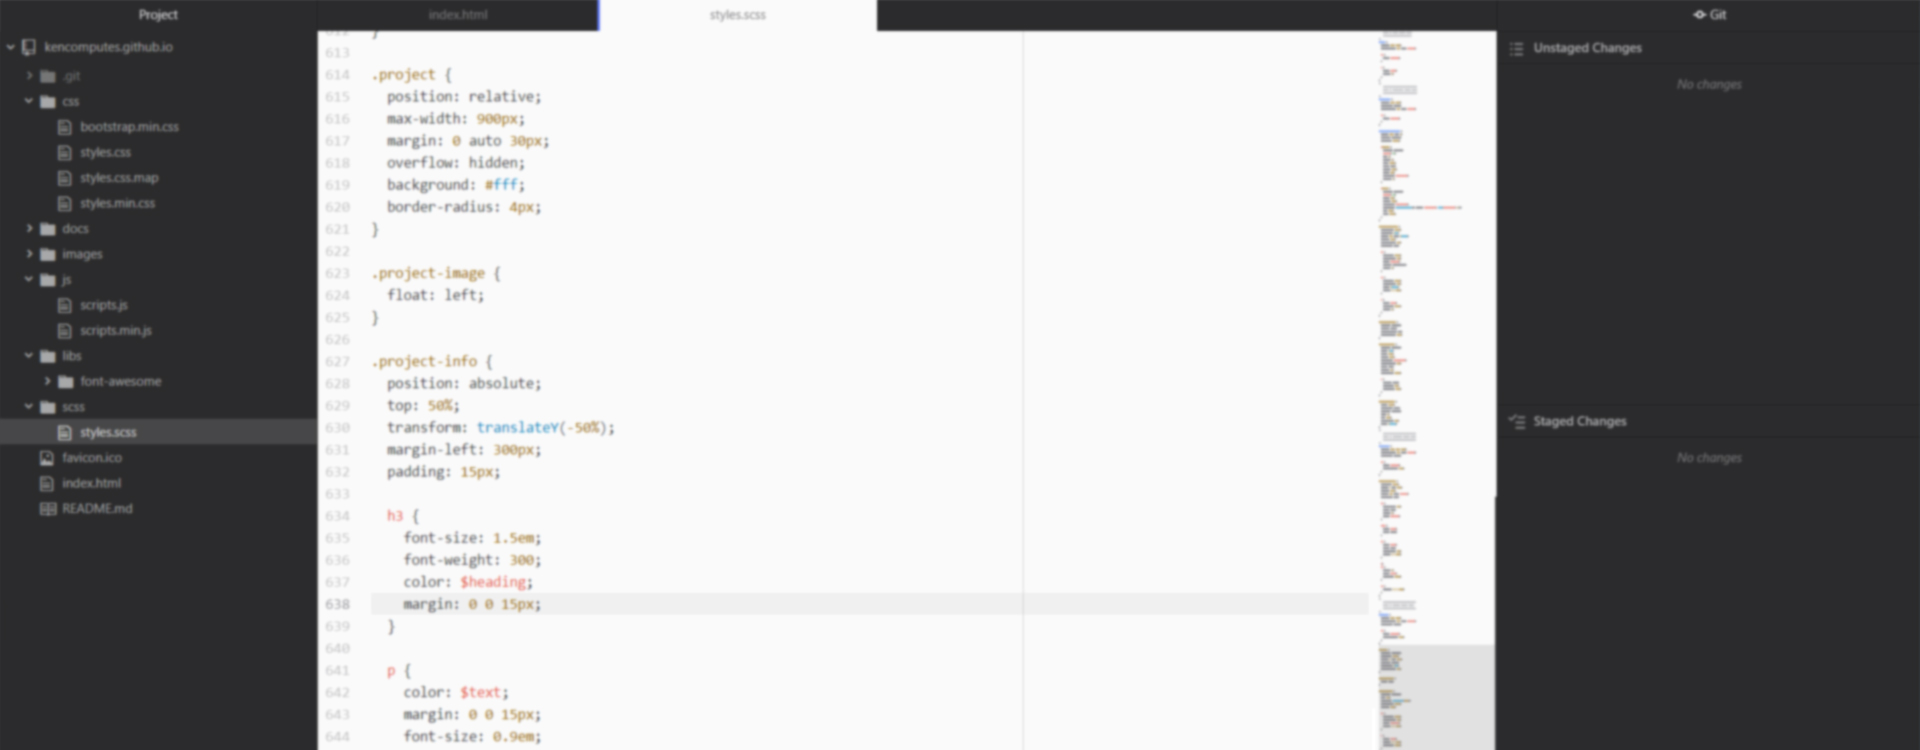 Project
index.html
styles.scss
Git
kencomputes.github.io
.git
css
bootstrap.min.css
styles.css
styles.css.map
styles.min.css
docs
images
js
scripts.js
scripts.min.js
libs
font-awesome
scss
styles.scss
favicon.ico
index.html
README.md
612 }
613
614 .project {
615 position: relative;
616 max-width: 900px;
617 margin: 0 auto 30px;
618 overflow: hidden;
619 background: #fff;
620 border-radius: 4px;
621 }
622
623 .project-image {
624 float: left;
625 }
626
627 .project-info {
628 position: absolute;
629 top: 50%;
630 transform: translateY(-50%);
631 margin-left: 300px;
632 padding: 15px;
633
634 h3 {
635 font-size: 1.5em;
636 font-weight: 300;
637 color: $heading;
638 margin: 0 0 15px;
639 }
640
641 p {
642 color: $text;
643 margin: 0 0 15px;
644 font-size: 0.9em;
Unstaged Changes
No changes
Staged Changes
No changes